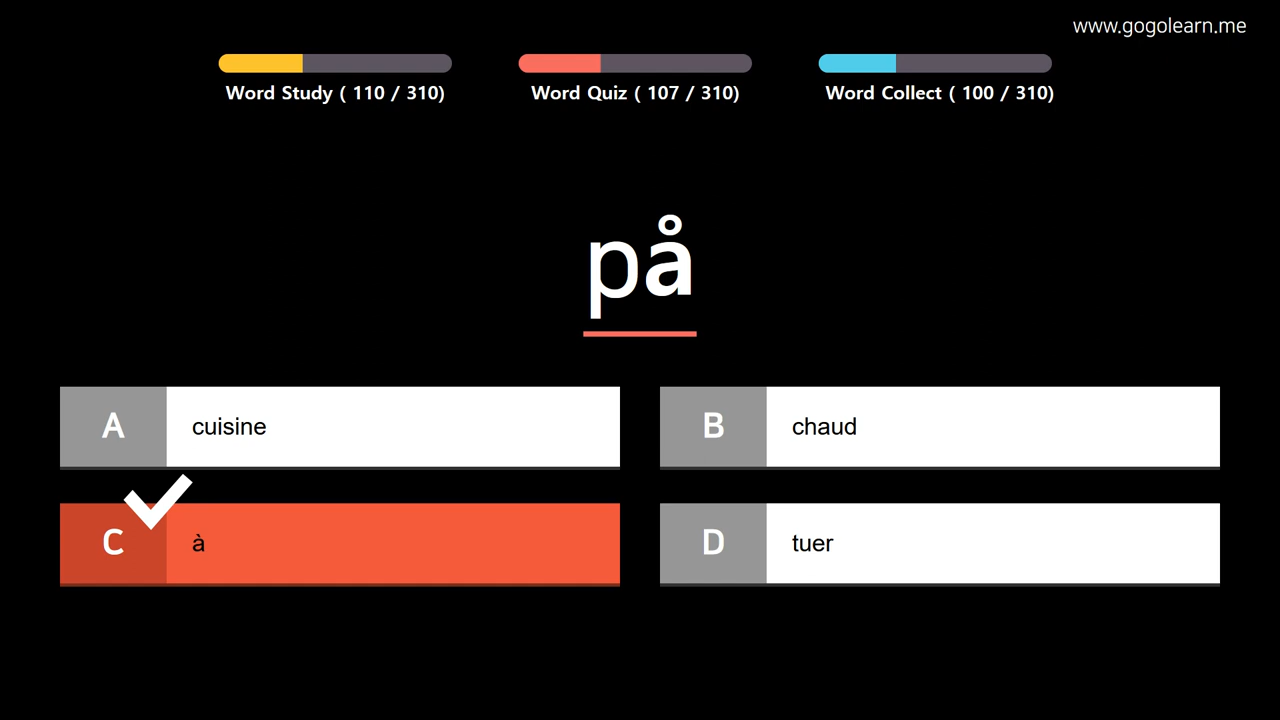 www.gogolearn.me
Word Study ( 110 / 310)
Word Quiz ( 107 / 310)
Word Collect ( 100 / 310)
på
A cuisine
B chaud
C à
D tuer